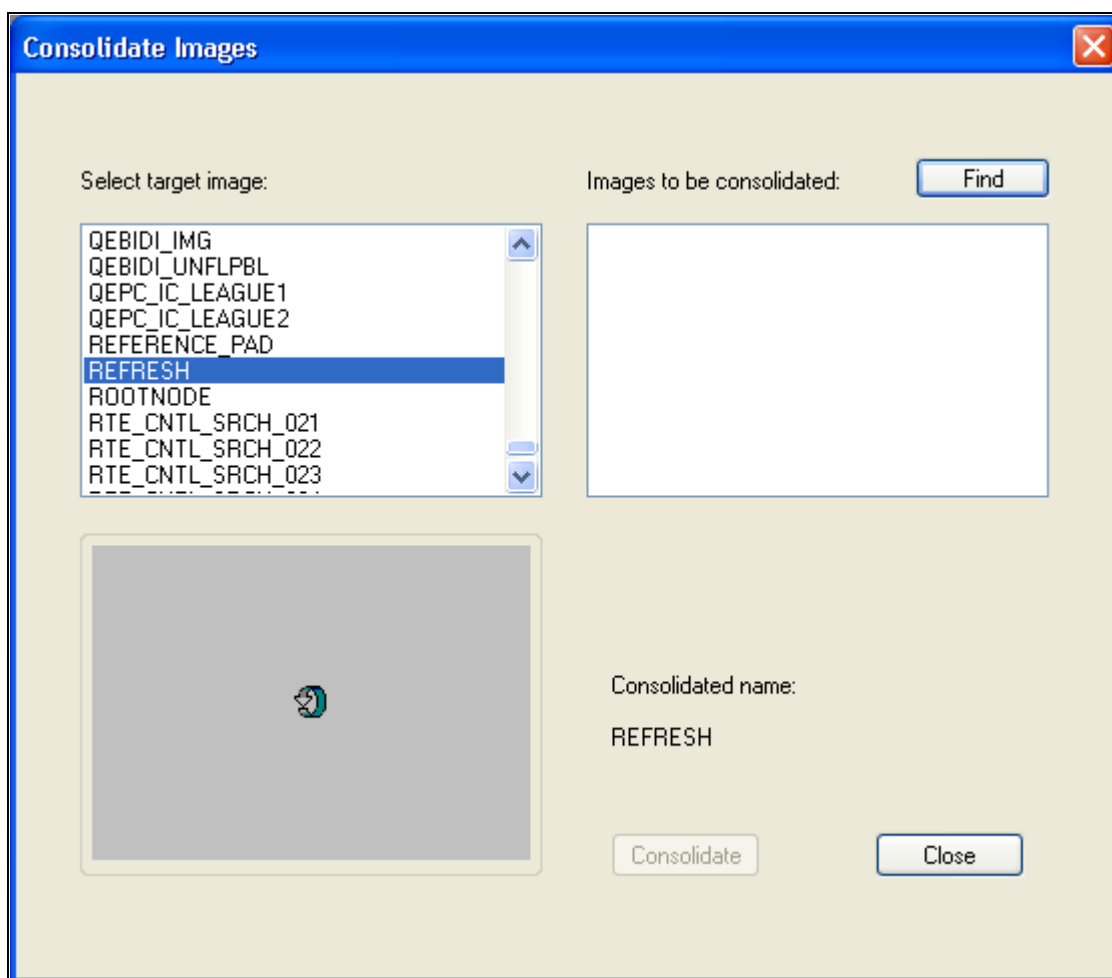 Consolidate Images
Select target image:
Images to be consolidated:
Find
QEBIDI_IMG
QEBIDI_UNFLPBL
QEPC_IC_LEAGUE1
QEPC_IC_LEAGUE2
REFERENCE_PAD
REFRESH
ROOTNODE
RTE_CNTL_SRCH_021
RTE_CNTL_SRCH_022
RTE_CNTL_SRCH_023
Consolidated name:
REFRESH
Consolidate
Close